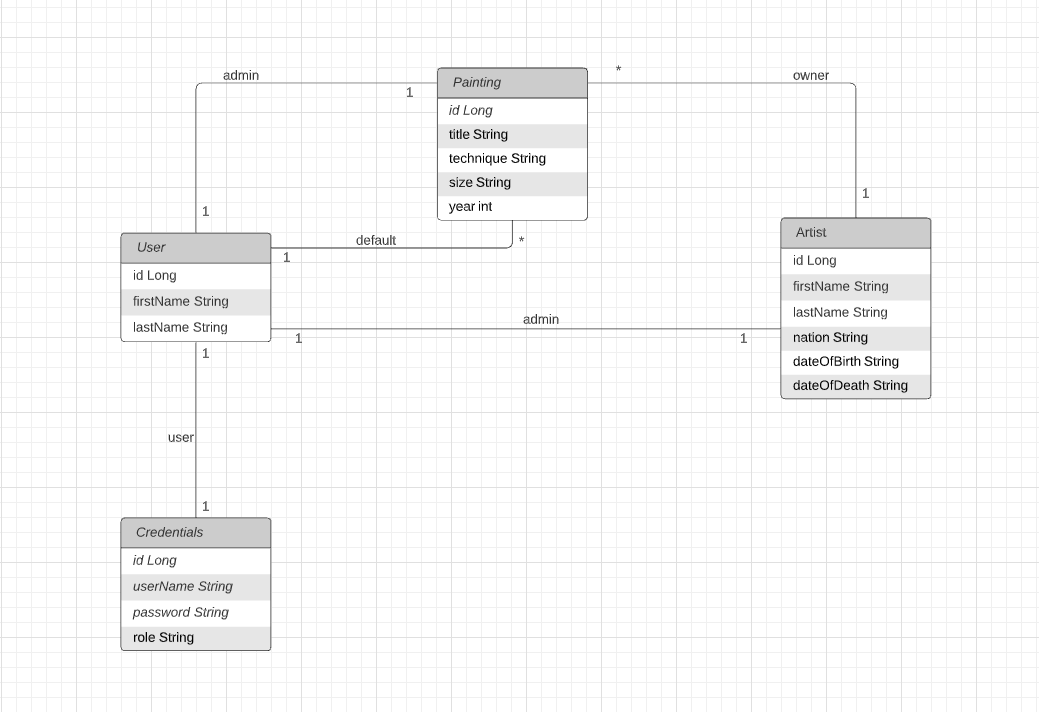 admin
*
owner
1
Painting
id Long
title String
technique String
size String
year int
1
1
default
*
1
User
id Long
firstName String
lastName String
Artist
id Long
firstName String
lastName String
nation String
dateOfBirth String
dateOfDeath String
admin
1
1
1
user
1
Credentials
id Long
userName String
password String
role String